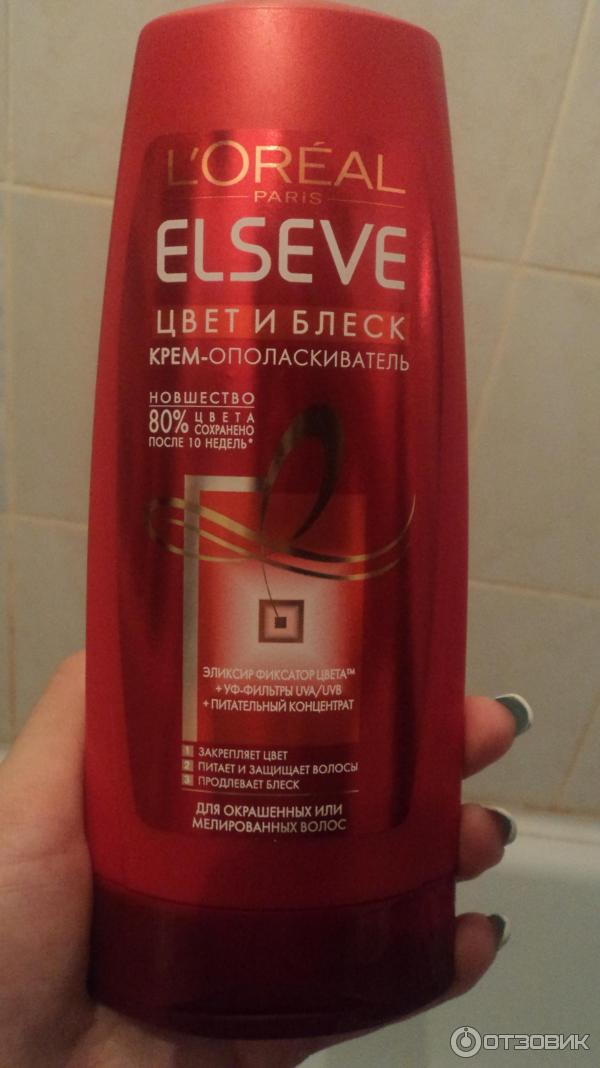 L'ORÉAL
PARIS
ELSEVE
ЦВЕТ И БЛЕСК
КРЕМ-ОПОЛАСКИВАТЕЛЬ
НОВШЕСТВО
80% ЦВЕТА
СОХРАНЕНО
ПОСЛЕ 10 НЕДЕЛЬ*
ЭЛИКСИР ФИКСАТОР ЦВЕТА™
+ УФ-ФИЛЬТРЫ UVA/UVB
+ ПИТАТЕЛЬНЫЙ КОНЦЕНТРАТ
1 ЗАКРЕПЛЯЕТ ЦВЕТ
2 ПИТАЕТ И ЗАЩИЩАЕТ ВОЛОСЫ
3 ПРОДЛЕВАЕТ БЛЕСК
ДЛЯ ОКРАШЕННЫХ ИЛИ
МЕЛИРОВАННЫХ ВОЛОС
ОТЗОВИК